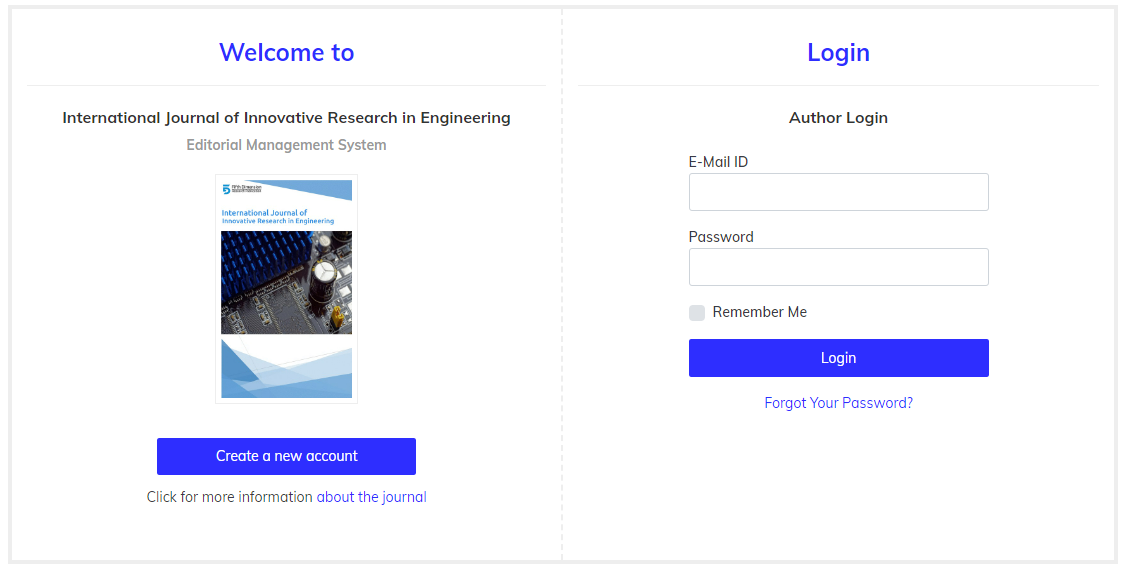 Welcome to
International Journal of Innovative Research in Engineering
Editorial Management System
Fifth Dimension
International Journal of
Innovative Research in Engineering
Create a new account
Click for more information about the journal
Login
Author Login
E-Mail ID
Password
Remember Me
Login
Forgot Your Password?